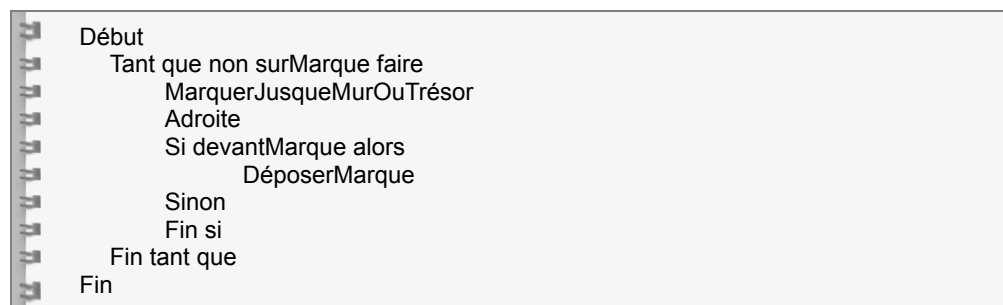 Début
Tant que non surMarque faire
MarquerJusqueMurOuTrésor
Adroite
Si devantMarque alors
DéposerMarque
Sinon
Fin si
Fin tant que
Fin